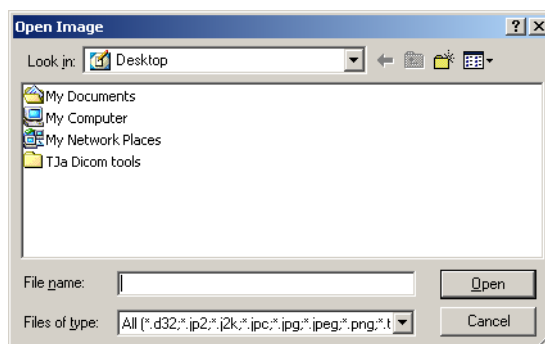 Open Image
Look in: Desktop
My Documents
My Computer
My Network Places
TJa Dicom tools
File name:
Open
Files of type: All (*.d32;*.jp2;*.j2k;*.jpc;*.jpg;*.jpeg;*.png;*.t
Cancel